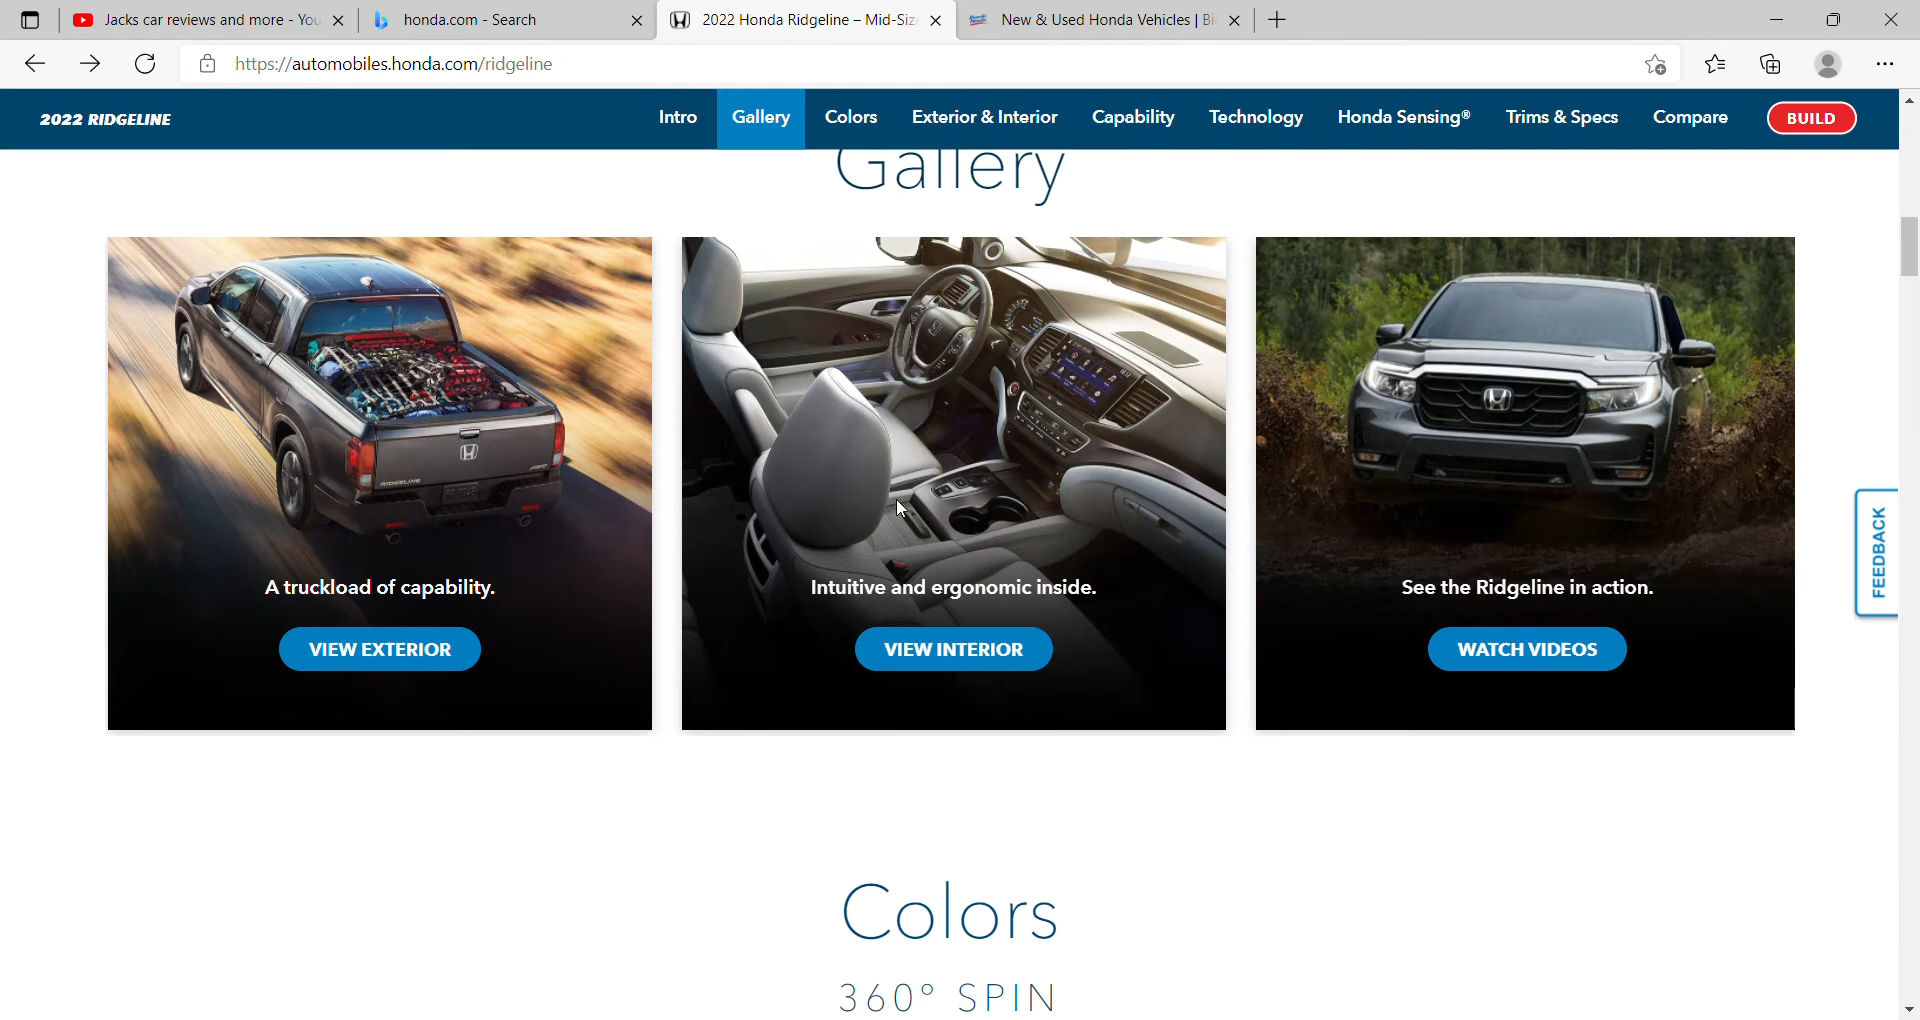 Jacks car reviews and more - You
honda.com - Search
2022 Honda Ridgeline – Mid-Siz
New & Used Honda Vehicles | Bi
https://automobiles.honda.com/ridgeline
2022 RIDGELINE
Intro
Gallery
Colors
Exterior & Interior
Capability
Technology
Honda Sensing®
Trims & Specs
Compare
BUILD
Gallery
RIDGELINE
A truckload of capability.
Intuitive and ergonomic inside.
See the Ridgeline in action.
VIEW EXTERIOR
VIEW INTERIOR
WATCH VIDEOS
FEEDBACK
Colors
360° SPIN